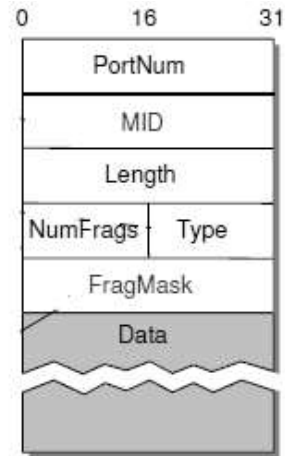 0 16 31
PortNum
MID
Length
NumFrags Type
FragMask
Data